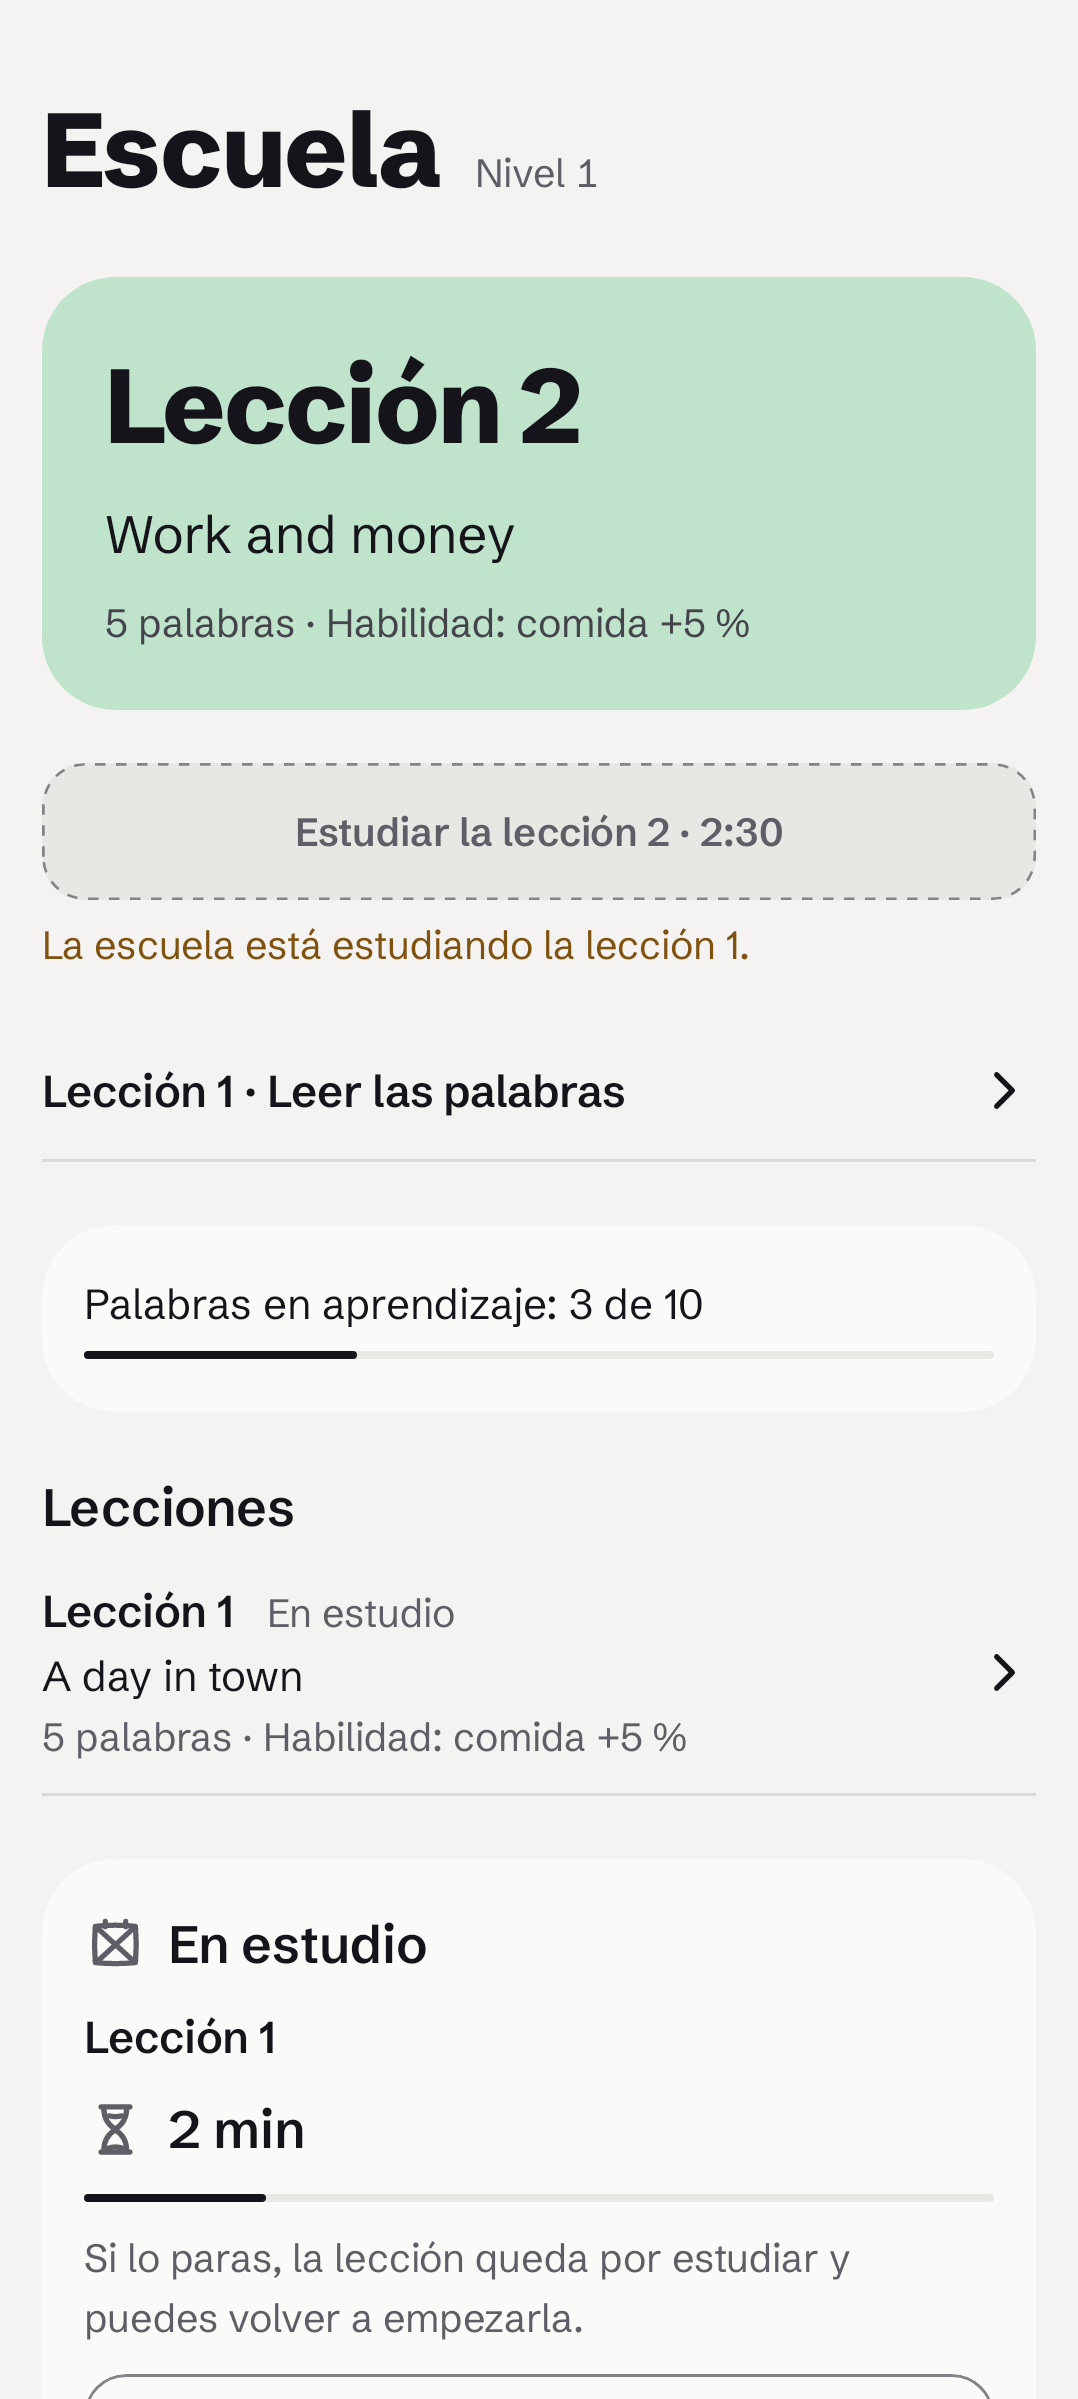 Escuela Nivel 1
Lección 2
Work and money
5 palabras · Habilidad: comida +5 %
Estudiar la lección 2 · 2:30
La escuela está estudiando la lección 1.
Lección 1 · Leer las palabras
Palabras en aprendizaje: 3 de 10
Lecciones
Lección 1 En estudio
A day in town
5 palabras · Habilidad: comida +5 %
En estudio
Lección 1
2 min
Si lo paras, la lección queda por estudiar y
puedes volver a empezarla.